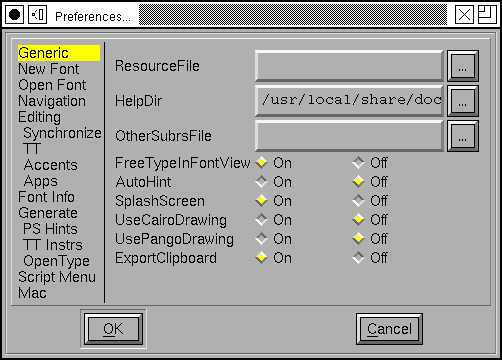 Preferences...
Generic
New Font
Open Font
Navigation
Editing
Synchronize
TT
Accents
Apps
Font Info
Generate
PS Hints
TT Instrs
OpenType
Script Menu
Mac
ResourceFile ...
HelpDir /usr/local/share/doc ...
OtherSubrsFile ...
FreeTypeInFontView On Off
AutoHint On Off
SplashScreen On Off
UseCairoDrawing On Off
UsePangoDrawing On Off
ExportClipboard On Off
OK Cancel